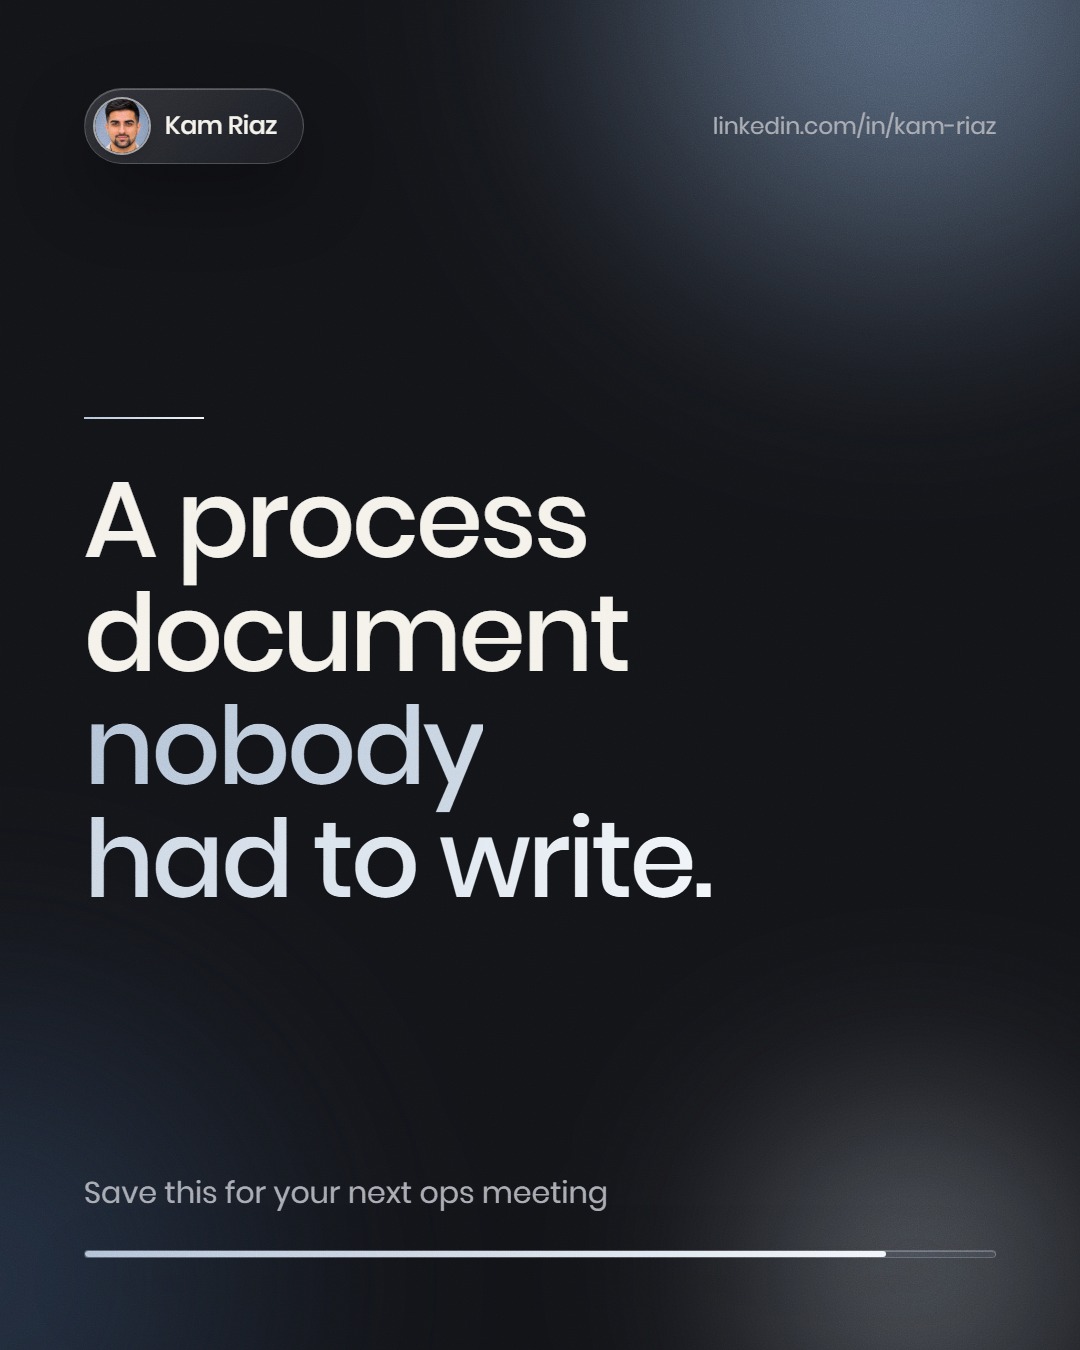 Kam Riaz
linkedin.com/in/kam-riaz
A process
document
nobody
had to write.
Save this for your next ops meeting